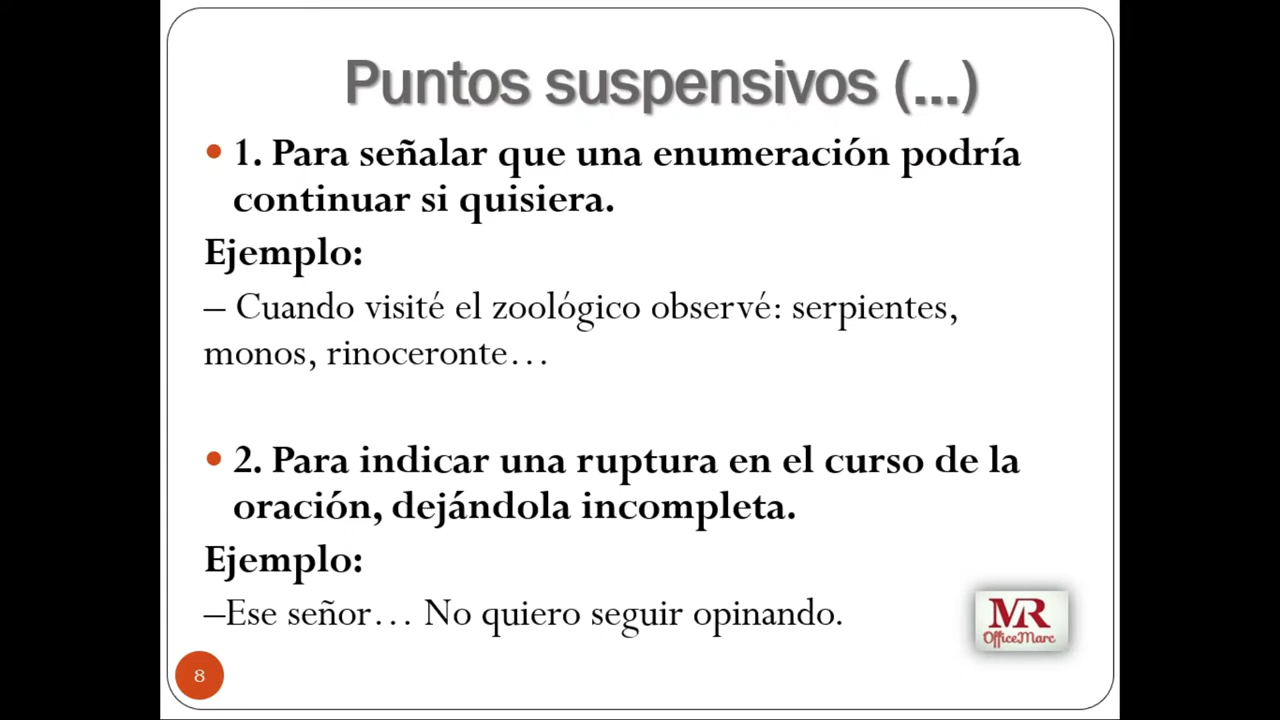 Puntos suspensivos (...)
• 1. Para señalar que una enumeración podría
continuar si quisiera.
Ejemplo:
– Cuando visité el zoológico observé: serpientes,
monos, rinoceronte…
• 2. Para indicar una ruptura en el curso de la
oración, dejándola incompleta.
Ejemplo:
–Ese señor… No quiero seguir opinando.
MR
OfficeMarc
8